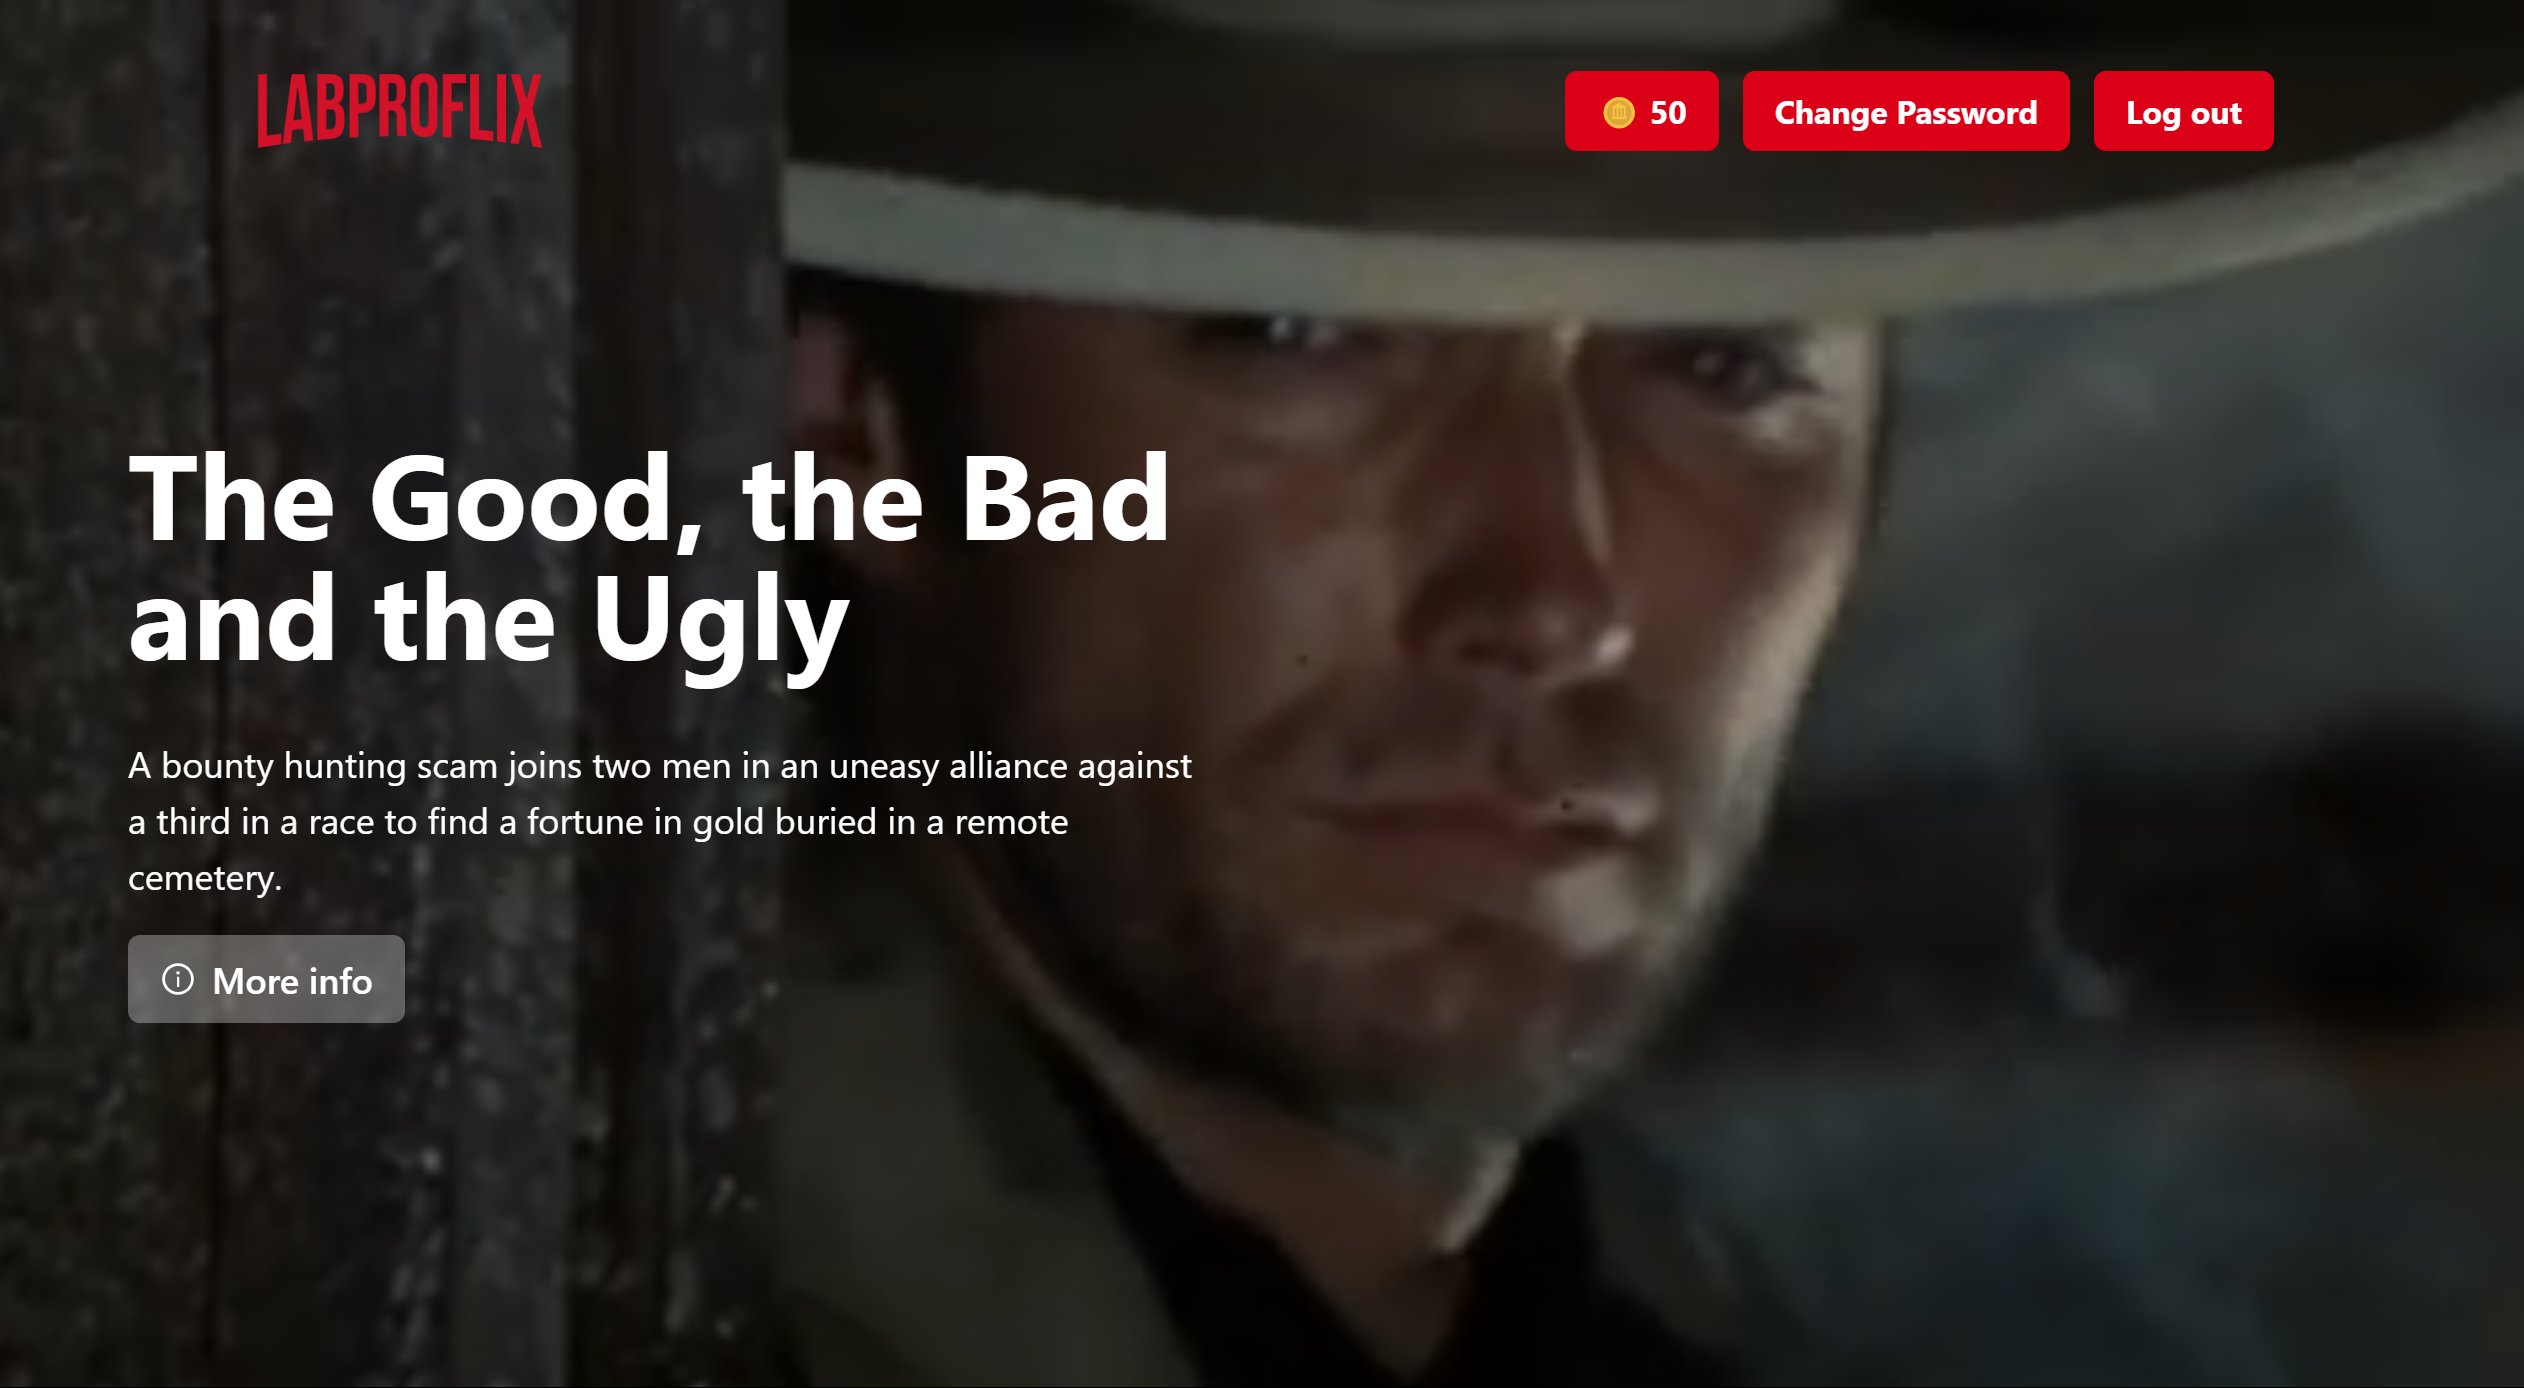 LABPROFLIX
50
Change Password
Log out
The Good, the Bad
and the Ugly
A bounty hunting scam joins two men in an uneasy alliance against
a third in a race to find a fortune in gold buried in a remote
cemetery.
More info